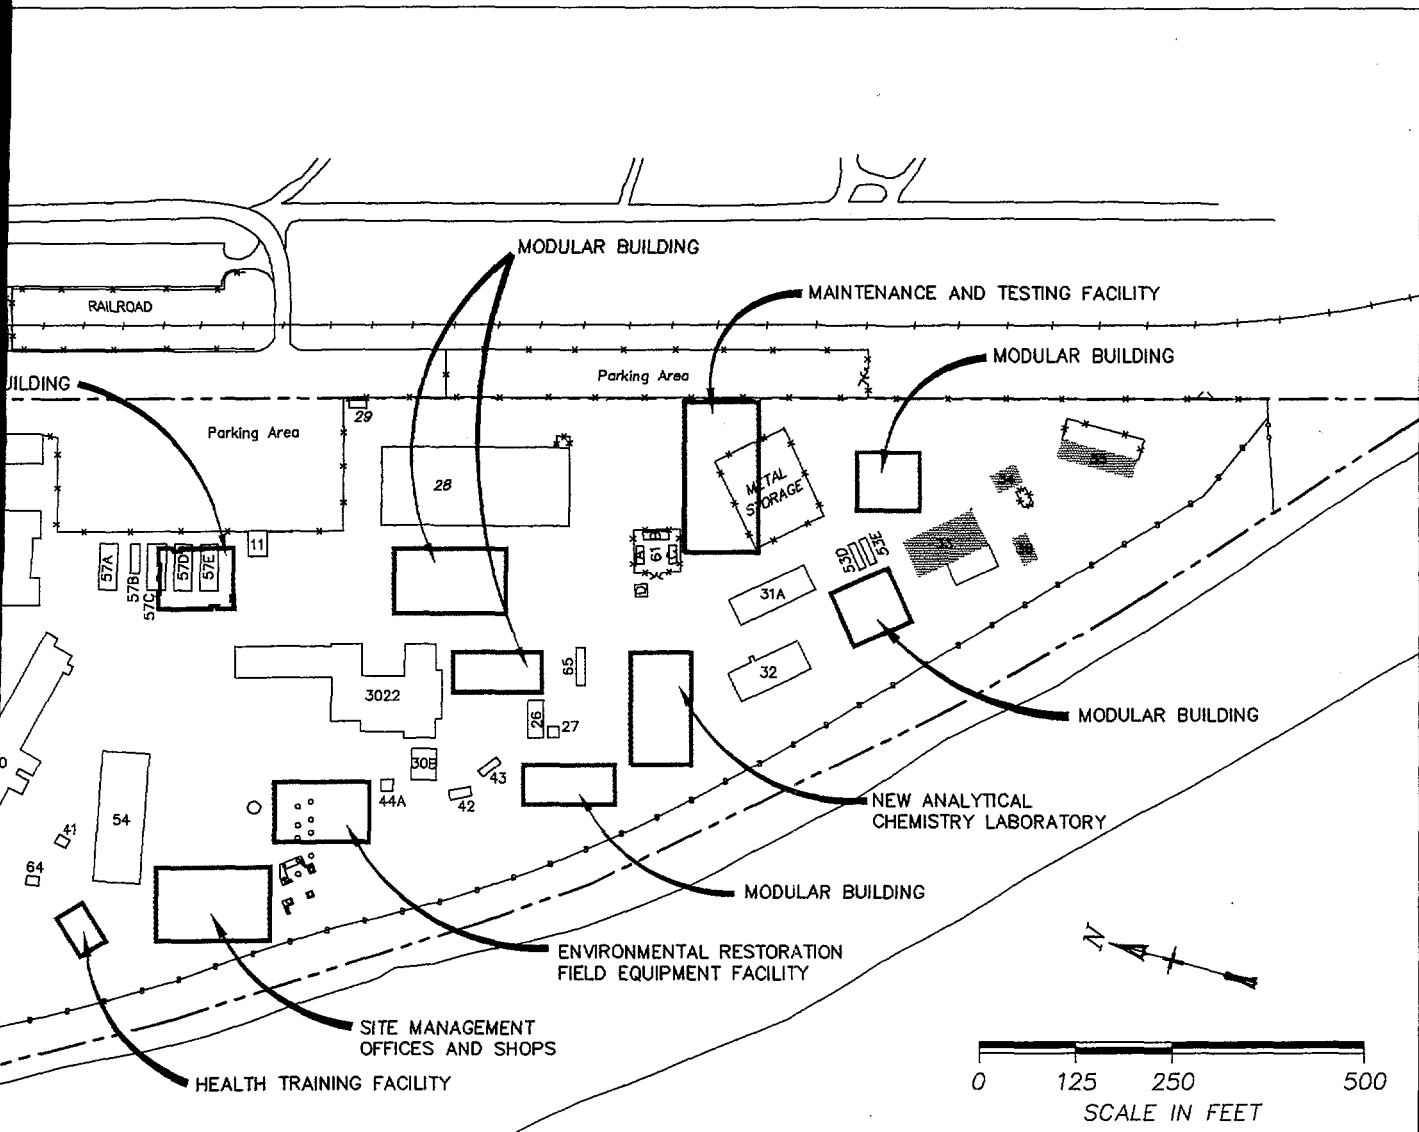 MODULAR BUILDING
MAINTENANCE AND TESTING FACILITY
RAILROAD
MODULAR BUILDING
Parking Area
UILDING
29
Parking Area
28
METAL
STORAGE
33
11
57A
57B
57C
57D
57E
61
53D
53E
31A
65
32
3022
26
27
MODULAR BUILDING
30B
43
44A
42
NEW ANALYTICAL
CHEMISTRY LABORATORY
54
41
64
MODULAR BUILDING
ENVIRONMENTAL RESTORATION
FIELD EQUIPMENT FACILITY
N
SITE MANAGEMENT
OFFICES AND SHOPS
HEALTH TRAINING FACILITY
0 125 250 500
SCALE IN FEET